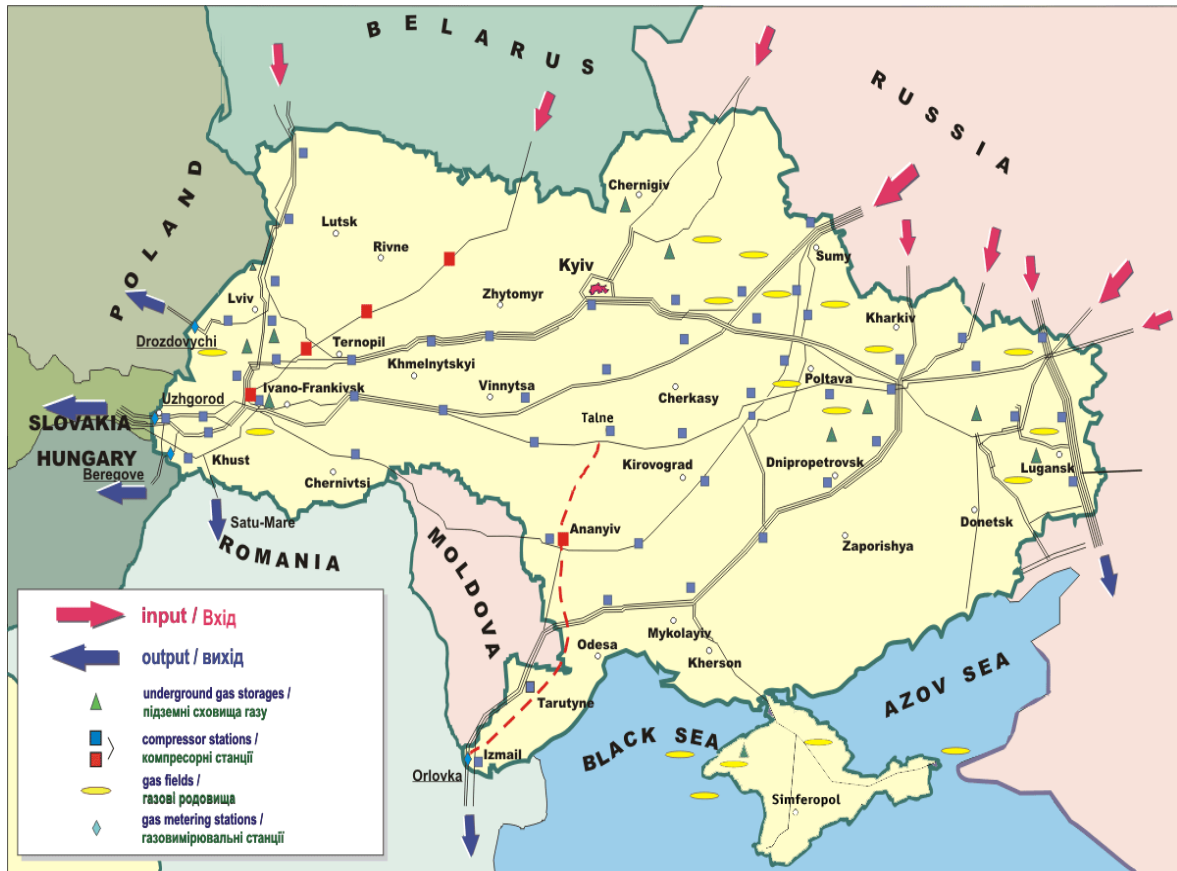 BELARUS
RUSSIA
POLAND
Chernigiv
Lutsk
Rivne
Kyiv
Sumy
Zhytomyr
Lviv
Kharkiv
Drozdovychi
Ternopil
Khmelnytskyi
Poltava
Ivano-Frankivsk
Vinnytsa
Cherkasy
Uzhgorod
SLOVAKIA
Talne
HUNGARY
Khust
Kirovograd
Dnipropetrovsk
Lugansk
Beregove
Chernivtsi
Satu-Mare
Donetsk
ROMANIA
Ananyiv
Zaporishya
MOLDOVA
Mykolayiv
Odesa
Kherson
AZOV SEA
Tarutyne
BLACK SEA
Izmail
Orlovka
Simferopol
input / Вхід
output / вихід
underground gas storages /
підземні сховища газу
compressor stations /
компресорні станції
gas fields /
газові родовища
gas metering stations /
газовимірювальні станції